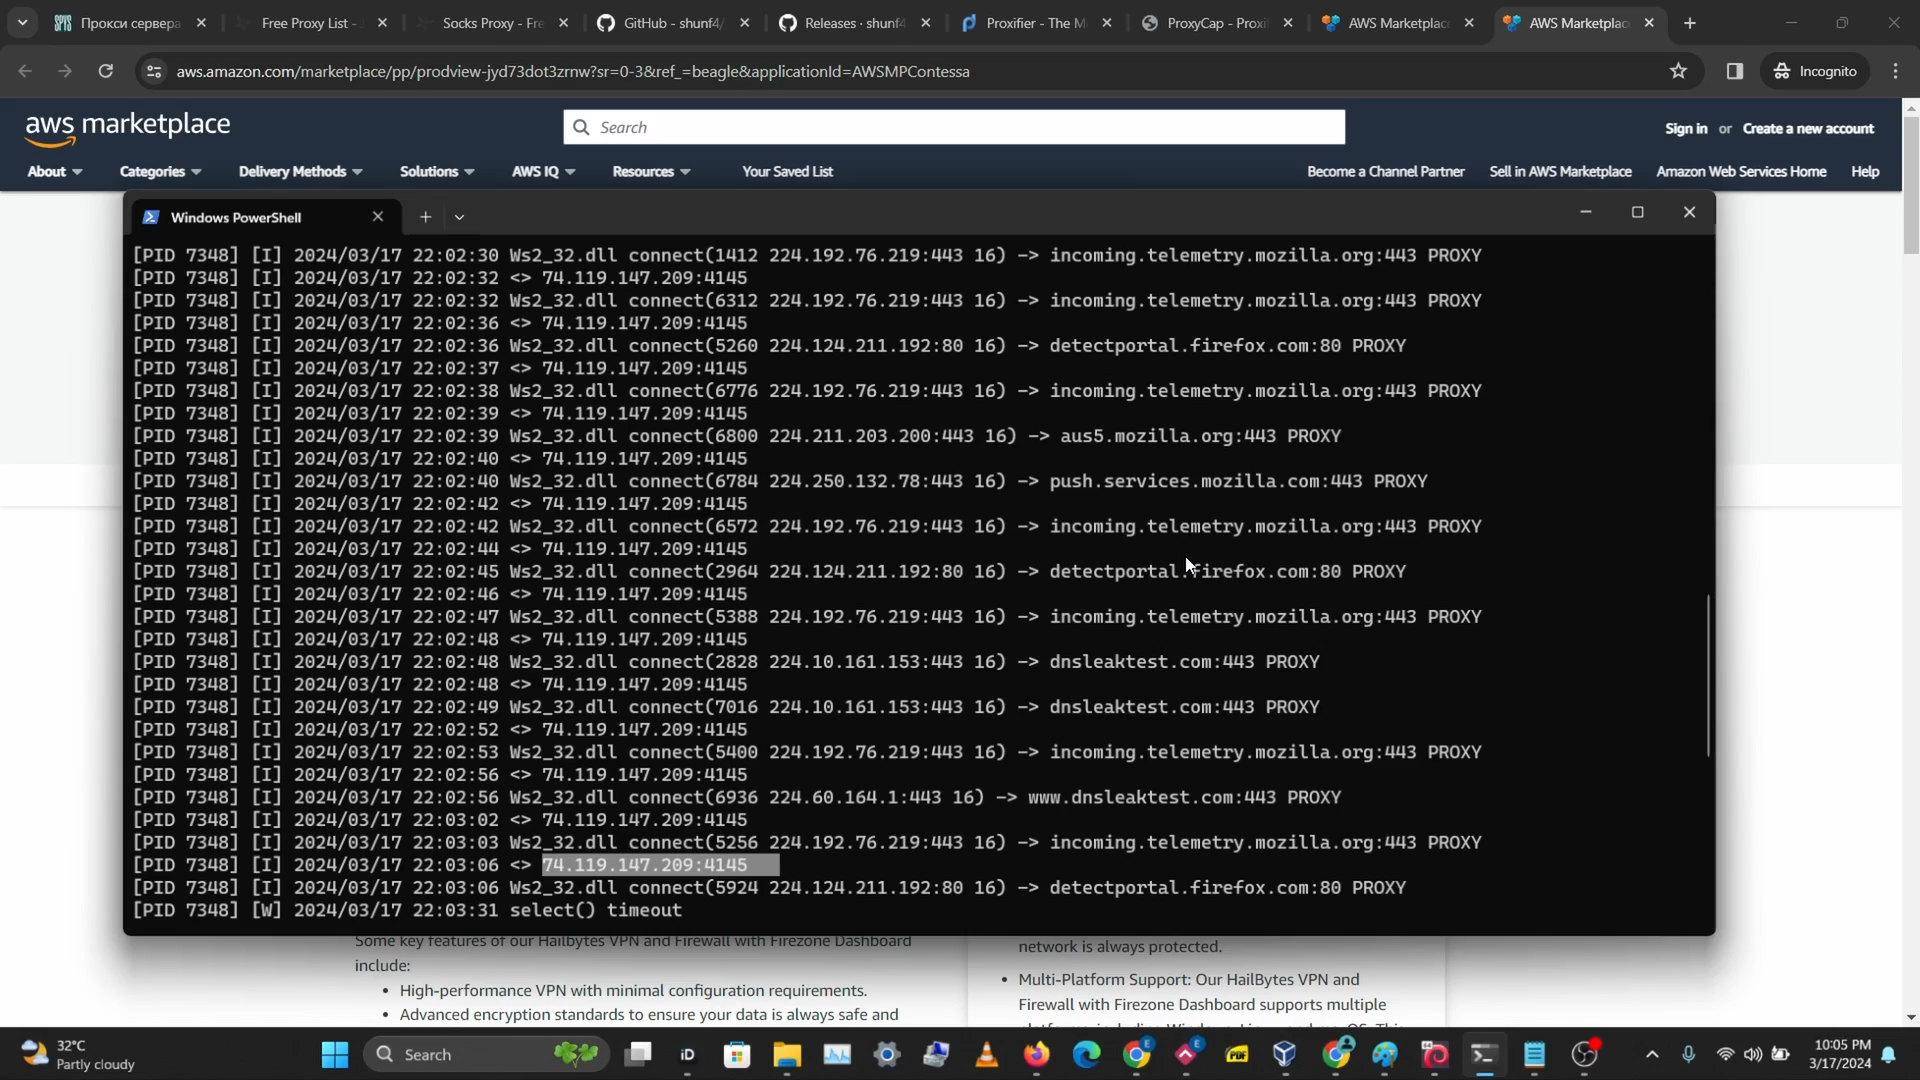 Прокси сервера
Free Proxy List -
Socks Proxy - Fre
GitHub - shunf4/
Releases · shunf4
Proxifier - The M
ProxyCap - Proxi
AWS Marketplac
AWS Marketplac
aws.amazon.com/marketplace/pp/prodview-jyd73dot3zrnw?sr=0-3&ref_=beagle&applicationId=AWSMPContessa
Incognito
aws marketplace
Search
Sign in or Create a new account
About Categories Delivery Methods Solutions AWS IQ Resources Your Saved List
Become a Channel Partner Sell in AWS Marketplace Amazon Web Services Home Help
Windows PowerShell
[PID 7348] [I] 2024/03/17 22:02:30 Ws2_32.dll connect(1412 224.192.76.219:443 16) -> incoming.telemetry.mozilla.org:443 PROXY
[PID 7348] [I] 2024/03/17 22:02:32 <> 74.119.147.209:4145
[PID 7348] [I] 2024/03/17 22:02:32 Ws2_32.dll connect(6312 224.192.76.219:443 16) -> incoming.telemetry.mozilla.org:443 PROXY
[PID 7348] [I] 2024/03/17 22:02:36 <> 74.119.147.209:4145
[PID 7348] [I] 2024/03/17 22:02:36 Ws2_32.dll connect(5260 224.124.211.192:80 16) -> detectportal.firefox.com:80 PROXY
[PID 7348] [I] 2024/03/17 22:02:37 <> 74.119.147.209:4145
[PID 7348] [I] 2024/03/17 22:02:38 Ws2_32.dll connect(6776 224.192.76.219:443 16) -> incoming.telemetry.mozilla.org:443 PROXY
[PID 7348] [I] 2024/03/17 22:02:39 <> 74.119.147.209:4145
[PID 7348] [I] 2024/03/17 22:02:39 Ws2_32.dll connect(6800 224.211.203.200:443 16) -> aus5.mozilla.org:443 PROXY
[PID 7348] [I] 2024/03/17 22:02:40 <> 74.119.147.209:4145
[PID 7348] [I] 2024/03/17 22:02:40 Ws2_32.dll connect(6784 224.250.132.78:443 16) -> push.services.mozilla.com:443 PROXY
[PID 7348] [I] 2024/03/17 22:02:42 <> 74.119.147.209:4145
[PID 7348] [I] 2024/03/17 22:02:42 Ws2_32.dll connect(6572 224.192.76.219:443 16) -> incoming.telemetry.mozilla.org:443 PROXY
[PID 7348] [I] 2024/03/17 22:02:44 <> 74.119.147.209:4145
[PID 7348] [I] 2024/03/17 22:02:45 Ws2_32.dll connect(2964 224.124.211.192:80 16) -> detectportal.firefox.com:80 PROXY
[PID 7348] [I] 2024/03/17 22:02:46 <> 74.119.147.209:4145
[PID 7348] [I] 2024/03/17 22:02:47 Ws2_32.dll connect(5388 224.192.76.219:443 16) -> incoming.telemetry.mozilla.org:443 PROXY
[PID 7348] [I] 2024/03/17 22:02:48 <> 74.119.147.209:4145
[PID 7348] [I] 2024/03/17 22:02:48 Ws2_32.dll connect(2828 224.10.161.153:443 16) -> dnsleaktest.com:443 PROXY
[PID 7348] [I] 2024/03/17 22:02:48 <> 74.119.147.209:4145
[PID 7348] [I] 2024/03/17 22:02:49 Ws2_32.dll connect(7016 224.10.161.153:443 16) -> dnsleaktest.com:443 PROXY
[PID 7348] [I] 2024/03/17 22:02:52 <> 74.119.147.209:4145
[PID 7348] [I] 2024/03/17 22:02:53 Ws2_32.dll connect(5400 224.192.76.219:443 16) -> incoming.telemetry.mozilla.org:443 PROXY
[PID 7348] [I] 2024/03/17 22:02:56 <> 74.119.147.209:4145
[PID 7348] [I] 2024/03/17 22:02:56 Ws2_32.dll connect(6936 224.60.164.1:443 16) -> www.dnsleaktest.com:443 PROXY
[PID 7348] [I] 2024/03/17 22:03:02 <> 74.119.147.209:4145
[PID 7348] [I] 2024/03/17 22:03:03 Ws2_32.dll connect(5256 224.192.76.219:443 16) -> incoming.telemetry.mozilla.org:443 PROXY
[PID 7348] [I] 2024/03/17 22:03:06 <> 74.119.147.209:4145
[PID 7348] [I] 2024/03/17 22:03:06 Ws2_32.dll connect(5924 224.124.211.192:80 16) -> detectportal.firefox.com:80 PROXY
[PID 7348] [W] 2024/03/17 22:03:31 select() timeout
Some key features of our Hailbytes VPN and Firewall with Firezone Dashboard
include:
• High-performance VPN with minimal configuration requirements.
• Advanced encryption standards to ensure your data is always safe and
network is always protected.
• Multi-Platform Support: Our HailBytes VPN and
Firewall with Firezone Dashboard supports multiple
32°C
Partly cloudy
Search
10:05 PM
3/17/2024